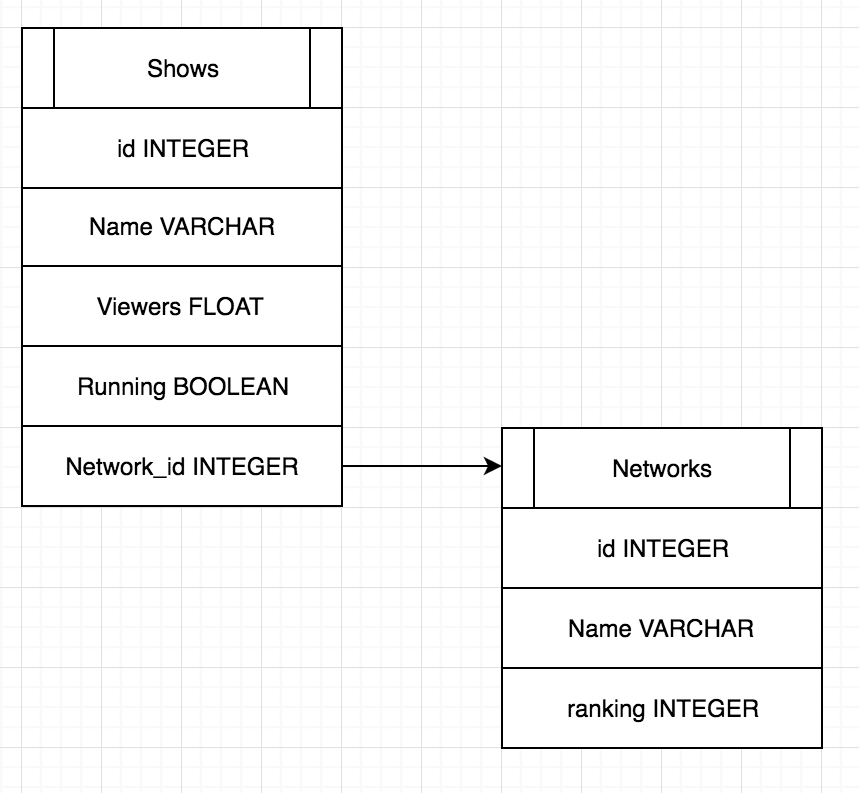 Shows
id INTEGER
Name VARCHAR
Viewers FLOAT
Running BOOLEAN
Network_id INTEGER
Networks
id INTEGER
Name VARCHAR
ranking INTEGER